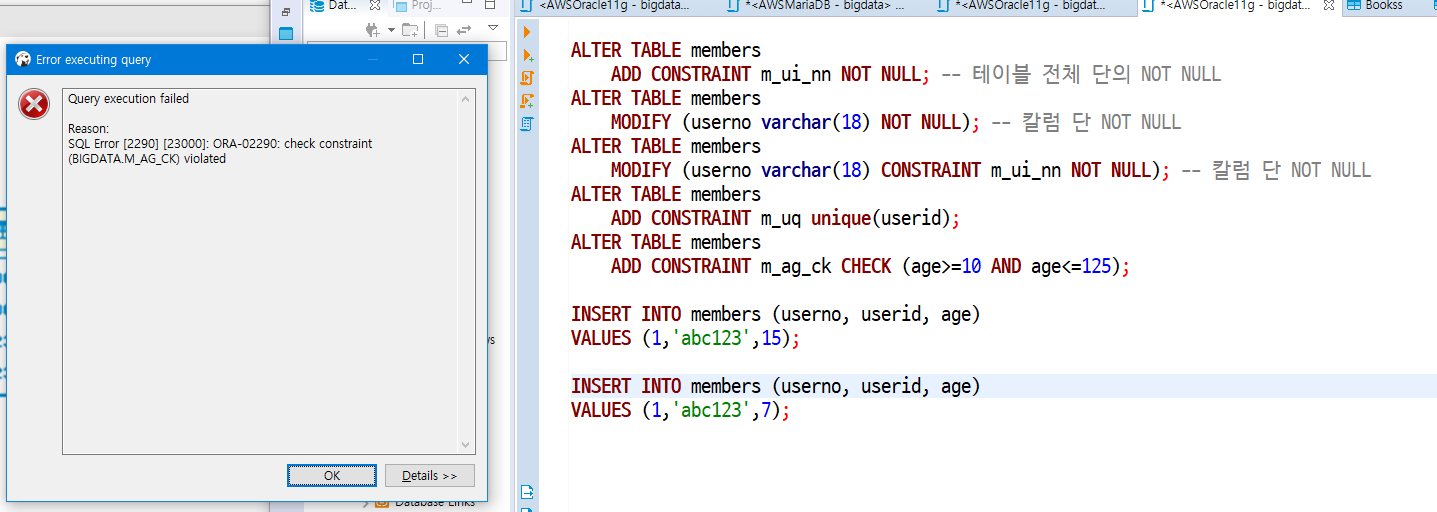 Dat...
Proj...
<AWSOracle11g - bigdata...
*<AWSMariaDB - bigdata> ...
*<AWSOracle11g - bigdat...
*<AWSOracle11g - bigdat...
Bookss
Error executing query
Query execution failed
Reason:
SQL Error [2290] [23000]: ORA-02290: check constraint
(BIGDATA.M_AG_CK) violated
OK
Details >>
Database Links
ALTER TABLE members
ADD CONSTRAINT m_ui_nn NOT NULL; -- 테이블 전체 단의 NOT NULL
ALTER TABLE members
MODIFY (userno varchar(18) NOT NULL); -- 칼럼 단 NOT NULL
ALTER TABLE members
MODIFY (userno varchar(18) CONSTRAINT m_ui_nn NOT NULL); -- 칼럼 단 NOT NULL
ALTER TABLE members
ADD CONSTRAINT m_uq unique(userid);
ALTER TABLE members
ADD CONSTRAINT m_ag_ck CHECK (age>=10 AND age<=125);
INSERT INTO members (userno, userid, age)
VALUES (1,'abc123',15);
INSERT INTO members (userno, userid, age)
VALUES (1,'abc123',7);